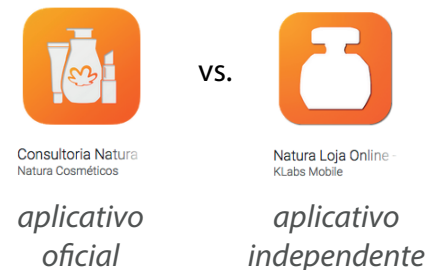 vs.
Consultoria Natura
Natura Cosméticos
Natura Loja Online -
KLabs Mobile
aplicativo
oficial
aplicativo
independente